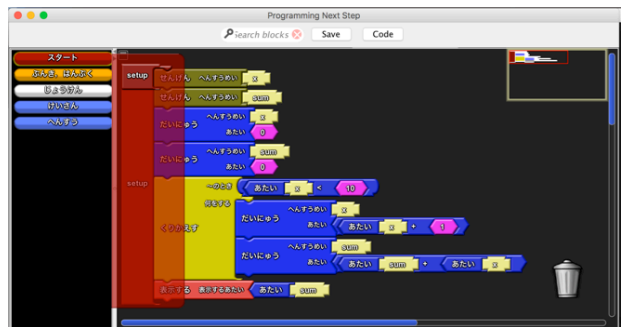 Programming Next Step
search blocks
Save
Code
スタート
ぶんき、はんぷく
じょうけん
けいさん
へんすう
setup
せんげん へんすうめい x
せんげん へんすうめい sum
だいにゅう へんすうめい x
あたい 0
だいにゅう へんすうめい sum
あたい 0
setup
くりかえす ～のとき あたい x < 10
何をする
だいにゅう へんすうめい x
あたい あたい x + 1
だいにゅう へんすうめい sum
あたい あたい sum + あたい x
表示する 表示するあたい あたい sum